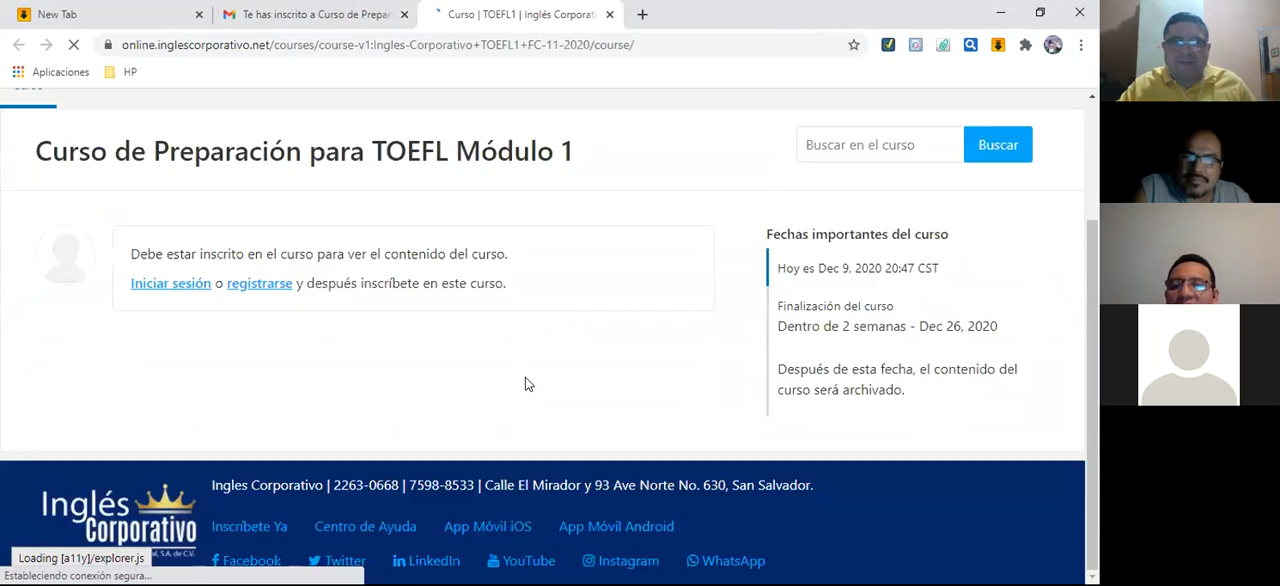 New Tab
Te has inscrito a Curso de Prepar
Curso | TOEFL1 | Inglés Corporati
online.inglescorporativo.net/courses/course-v1:Ingles-Corporativo+TOEFL1+FC-11-2020/course/
Aplicaciones
HP
Curso de Preparación para TOEFL Módulo 1
Buscar en el curso
Buscar
Debe estar inscrito en el curso para ver el contenido del curso.
Iniciar sesión o registrarse y después inscríbete en este curso.
Fechas importantes del curso
Hoy es Dec 9, 2020 20:47 CST
Finalización del curso
Dentro de 2 semanas - Dec 26, 2020
Después de esta fecha, el contenido del
curso será archivado.
Inglés
Corporativo
Ingles Corporativo | 2263-0668 | 7598-8533 | Calle El Mirador y 93 Ave Norte No. 630, San Salvador.
Inscríbete Ya
Centro de Ayuda
App Móvil iOS
App Móvil Android
Facebook
Twitter
LinkedIn
YouTube
Instagram
WhatsApp
Loading [a11y]/explorer.js
Estableciendo conexión segura...